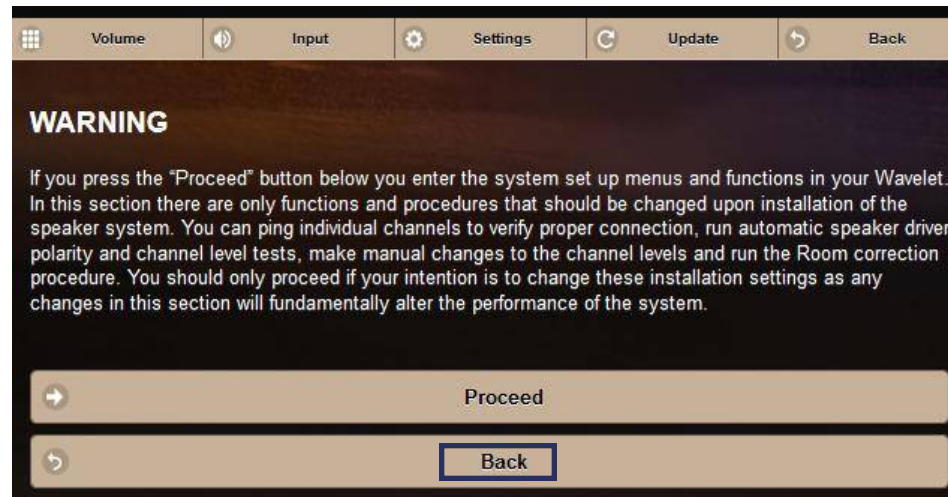 Volume Input Settings Update Back
WARNING
If you press the “Proceed” button below you enter the system set up menus and functions in your Wavelet.
In this section there are only functions and procedures that should be changed upon installation of the
speaker system. You can ping individual channels to verify proper connection, run automatic speaker driver
polarity and channel level tests, make manual changes to the channel levels and run the Room correction
procedure. You should only proceed if your intention is to change these installation settings as any
changes in this section will fundamentally alter the performance of the system.
Proceed
Back